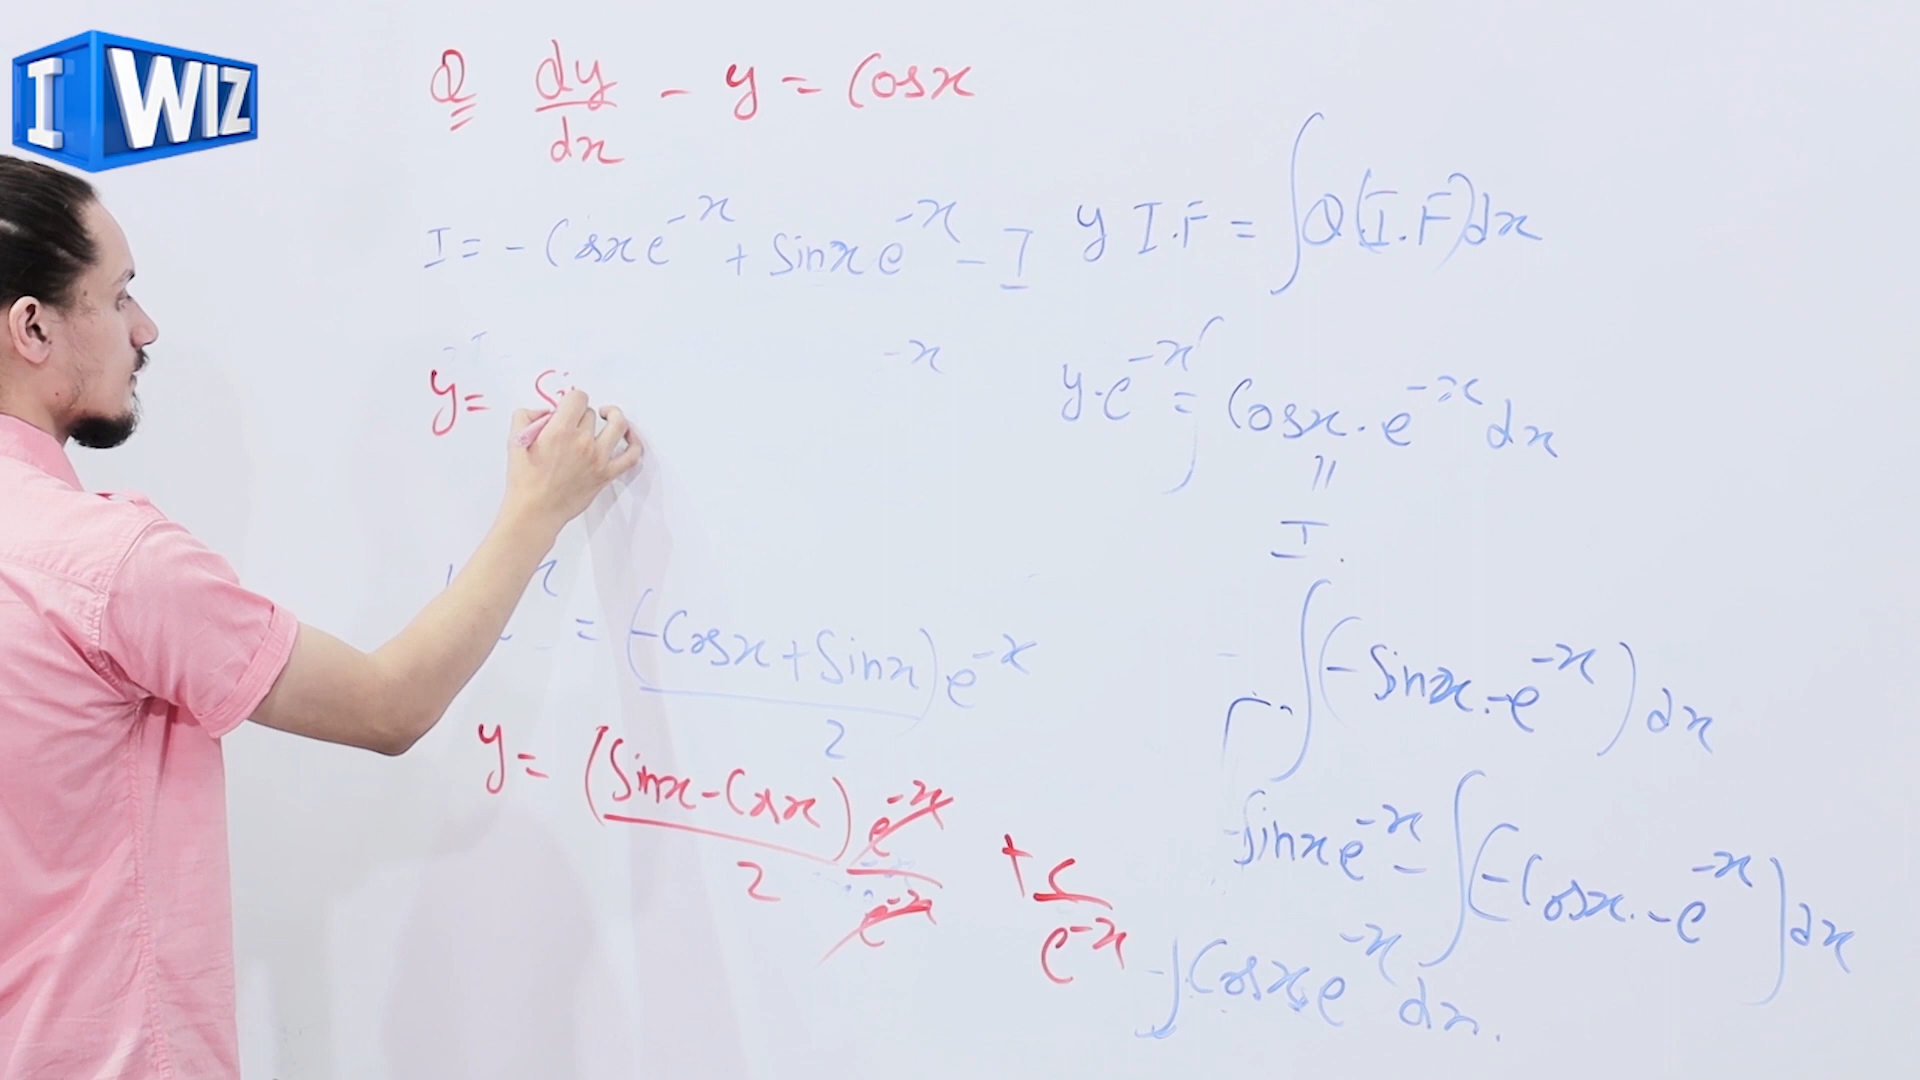 I WIZ
Q dy/dx - y = Cosx
I = - Cosx e^-x + Sinx e^-x - I
y = Si
-x
= (-Cosx + Sinx) e^-x / 2
y = (Sinx - Cosx) e^-x / 2 e^-x + c / e^-x
y I.F = ∫Q(I.F)dx
y.e^-x = ∫Cosx.e^-x dx
||
I.
-∫(-Sinx.-e^-x)dx
-Sinx e^-x - ∫(-Cosx.-e^-x)dx
-∫Cosx e^-x dx.